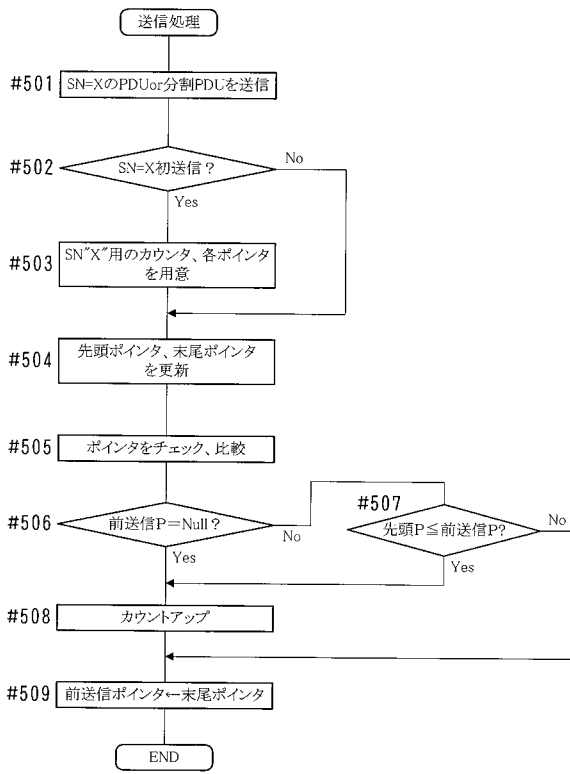 送信処理
#501
SN=XのPDUor分割PDUを送信
#502
SN=X初送信？
No
Yes
#503
SN"X"用のカウンタ、各ポインタ
を用意
#504
先頭ポインタ、末尾ポインタ
を更新
#505
ポインタをチェック、比較
#506
前送信P＝Null？
No
Yes
#507
先頭P≦前送信P?
No
Yes
#508
カウントアップ
#509
前送信ポインタ←末尾ポインタ
END